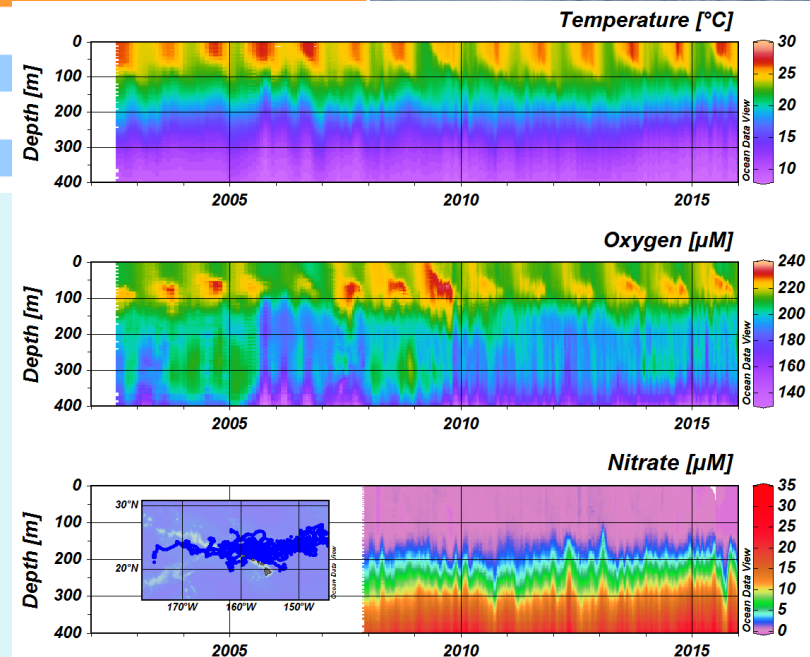 Temperature [°C]
0
100
200
300
400
Depth [m]
2005
2010
2015
30
25
20
15
10
Ocean Data View
Oxygen [µM]
0
100
200
300
400
Depth [m]
2005
2010
2015
240
220
200
180
160
140
Ocean Data View
Nitrate [µM]
0
100
200
300
400
Depth [m]
30°N
20°N
170°W
160°W
150°W
Ocean Data View
2005
2010
2015
35
30
25
20
15
10
5
0
Ocean Data View